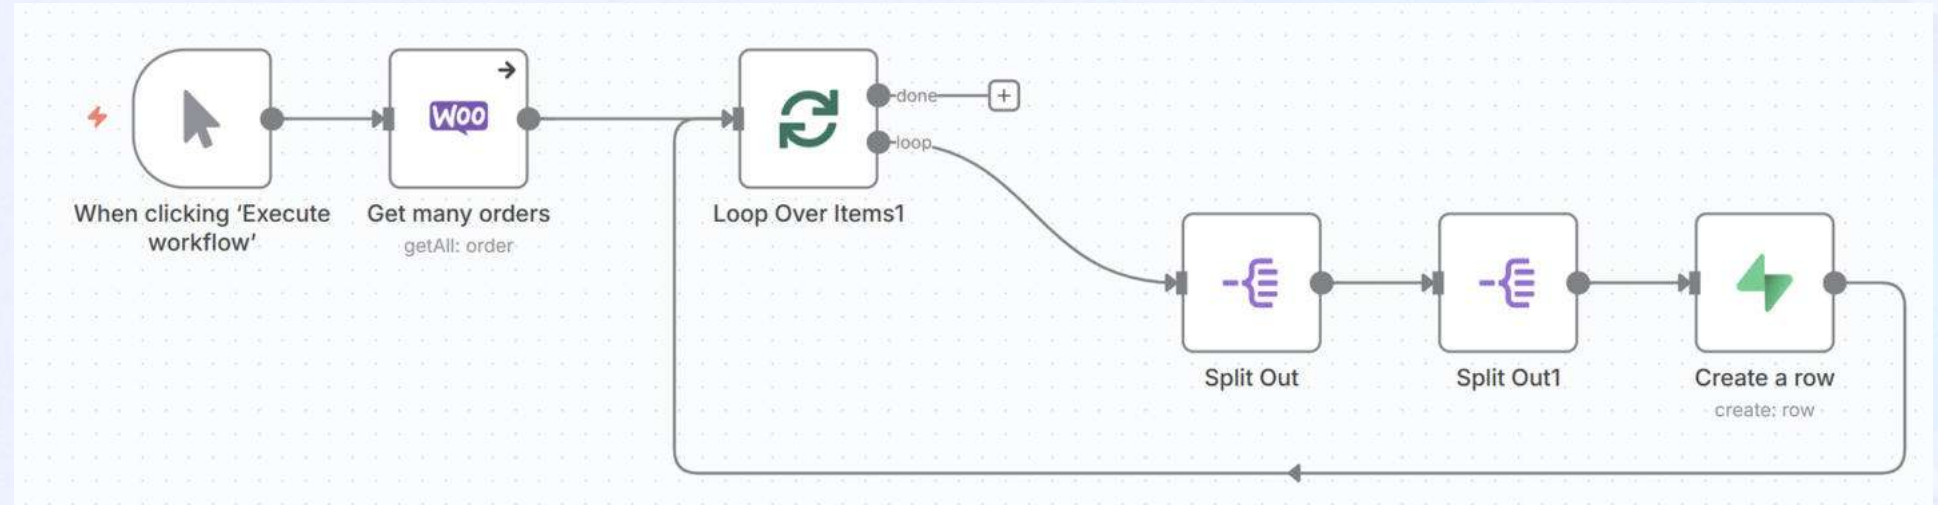 When clicking ‘Execute
workflow’
WOO
Get many orders
getAll: order
Loop Over Items1
done
loop
Split Out
Split Out1
Create a row
create: row